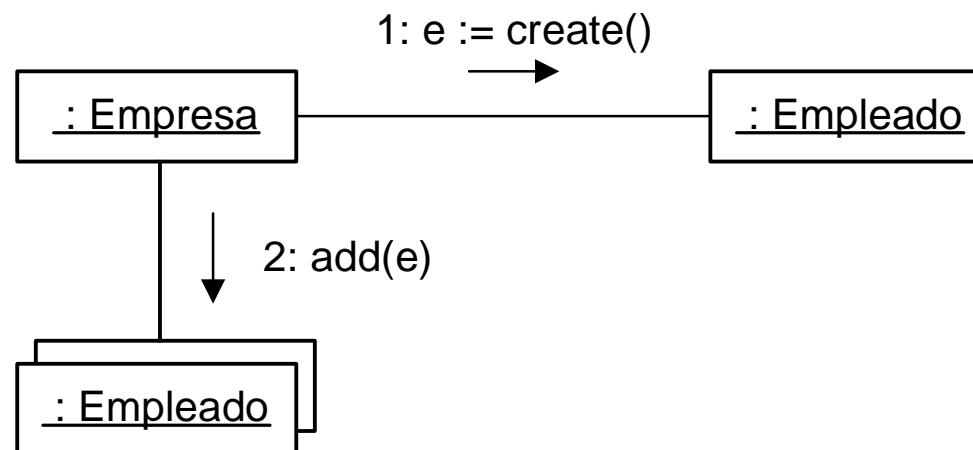 1: e := create()
: Empresa
: Empleado
2: add(e)
: Empleado